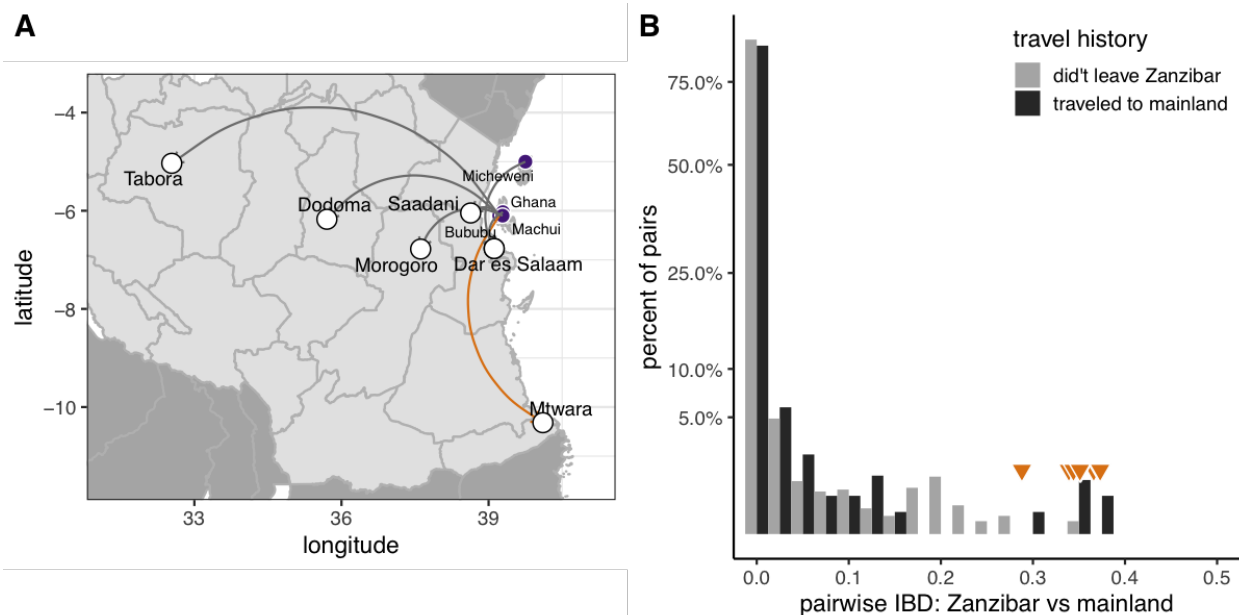 A
B
−4
−6
−8
−10
latitude
33
36
39
longitude
Tabora
Dodoma
Saadani
Micheweni
Ghana
Bububu
Machui
Morogoro
Dar es Salaam
Mtwara
travel history
did't leave Zanzibar
traveled to mainland
75.0%
50.0%
25.0%
10.0%
5.0%
percent of pairs
0.0
0.1
0.2
0.3
0.4
0.5
pairwise IBD: Zanzibar vs mainland